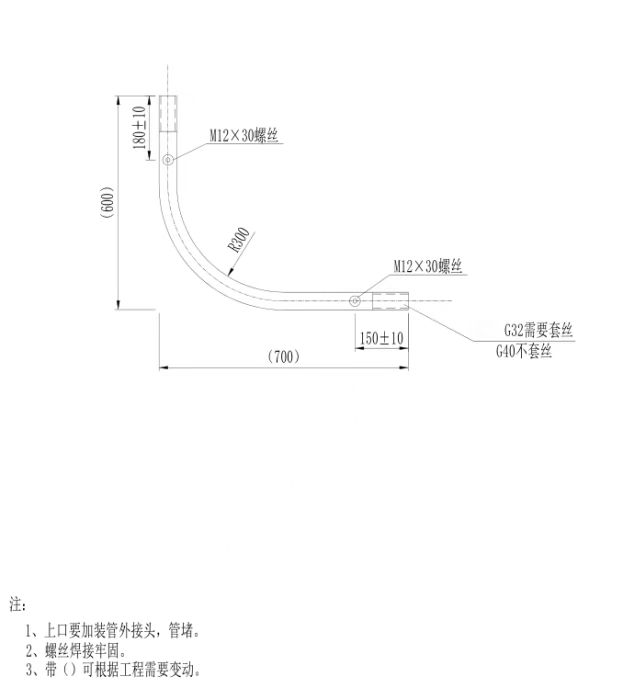 180±10
M12×30螺丝
(600)
R300
M12×30螺丝
150±10
G32需要套丝
(700)
G40不套丝
注:
1、上口要加装管外接头，管堵。
2、螺丝焊接牢固。
3、带（）可根据工程需要变动。